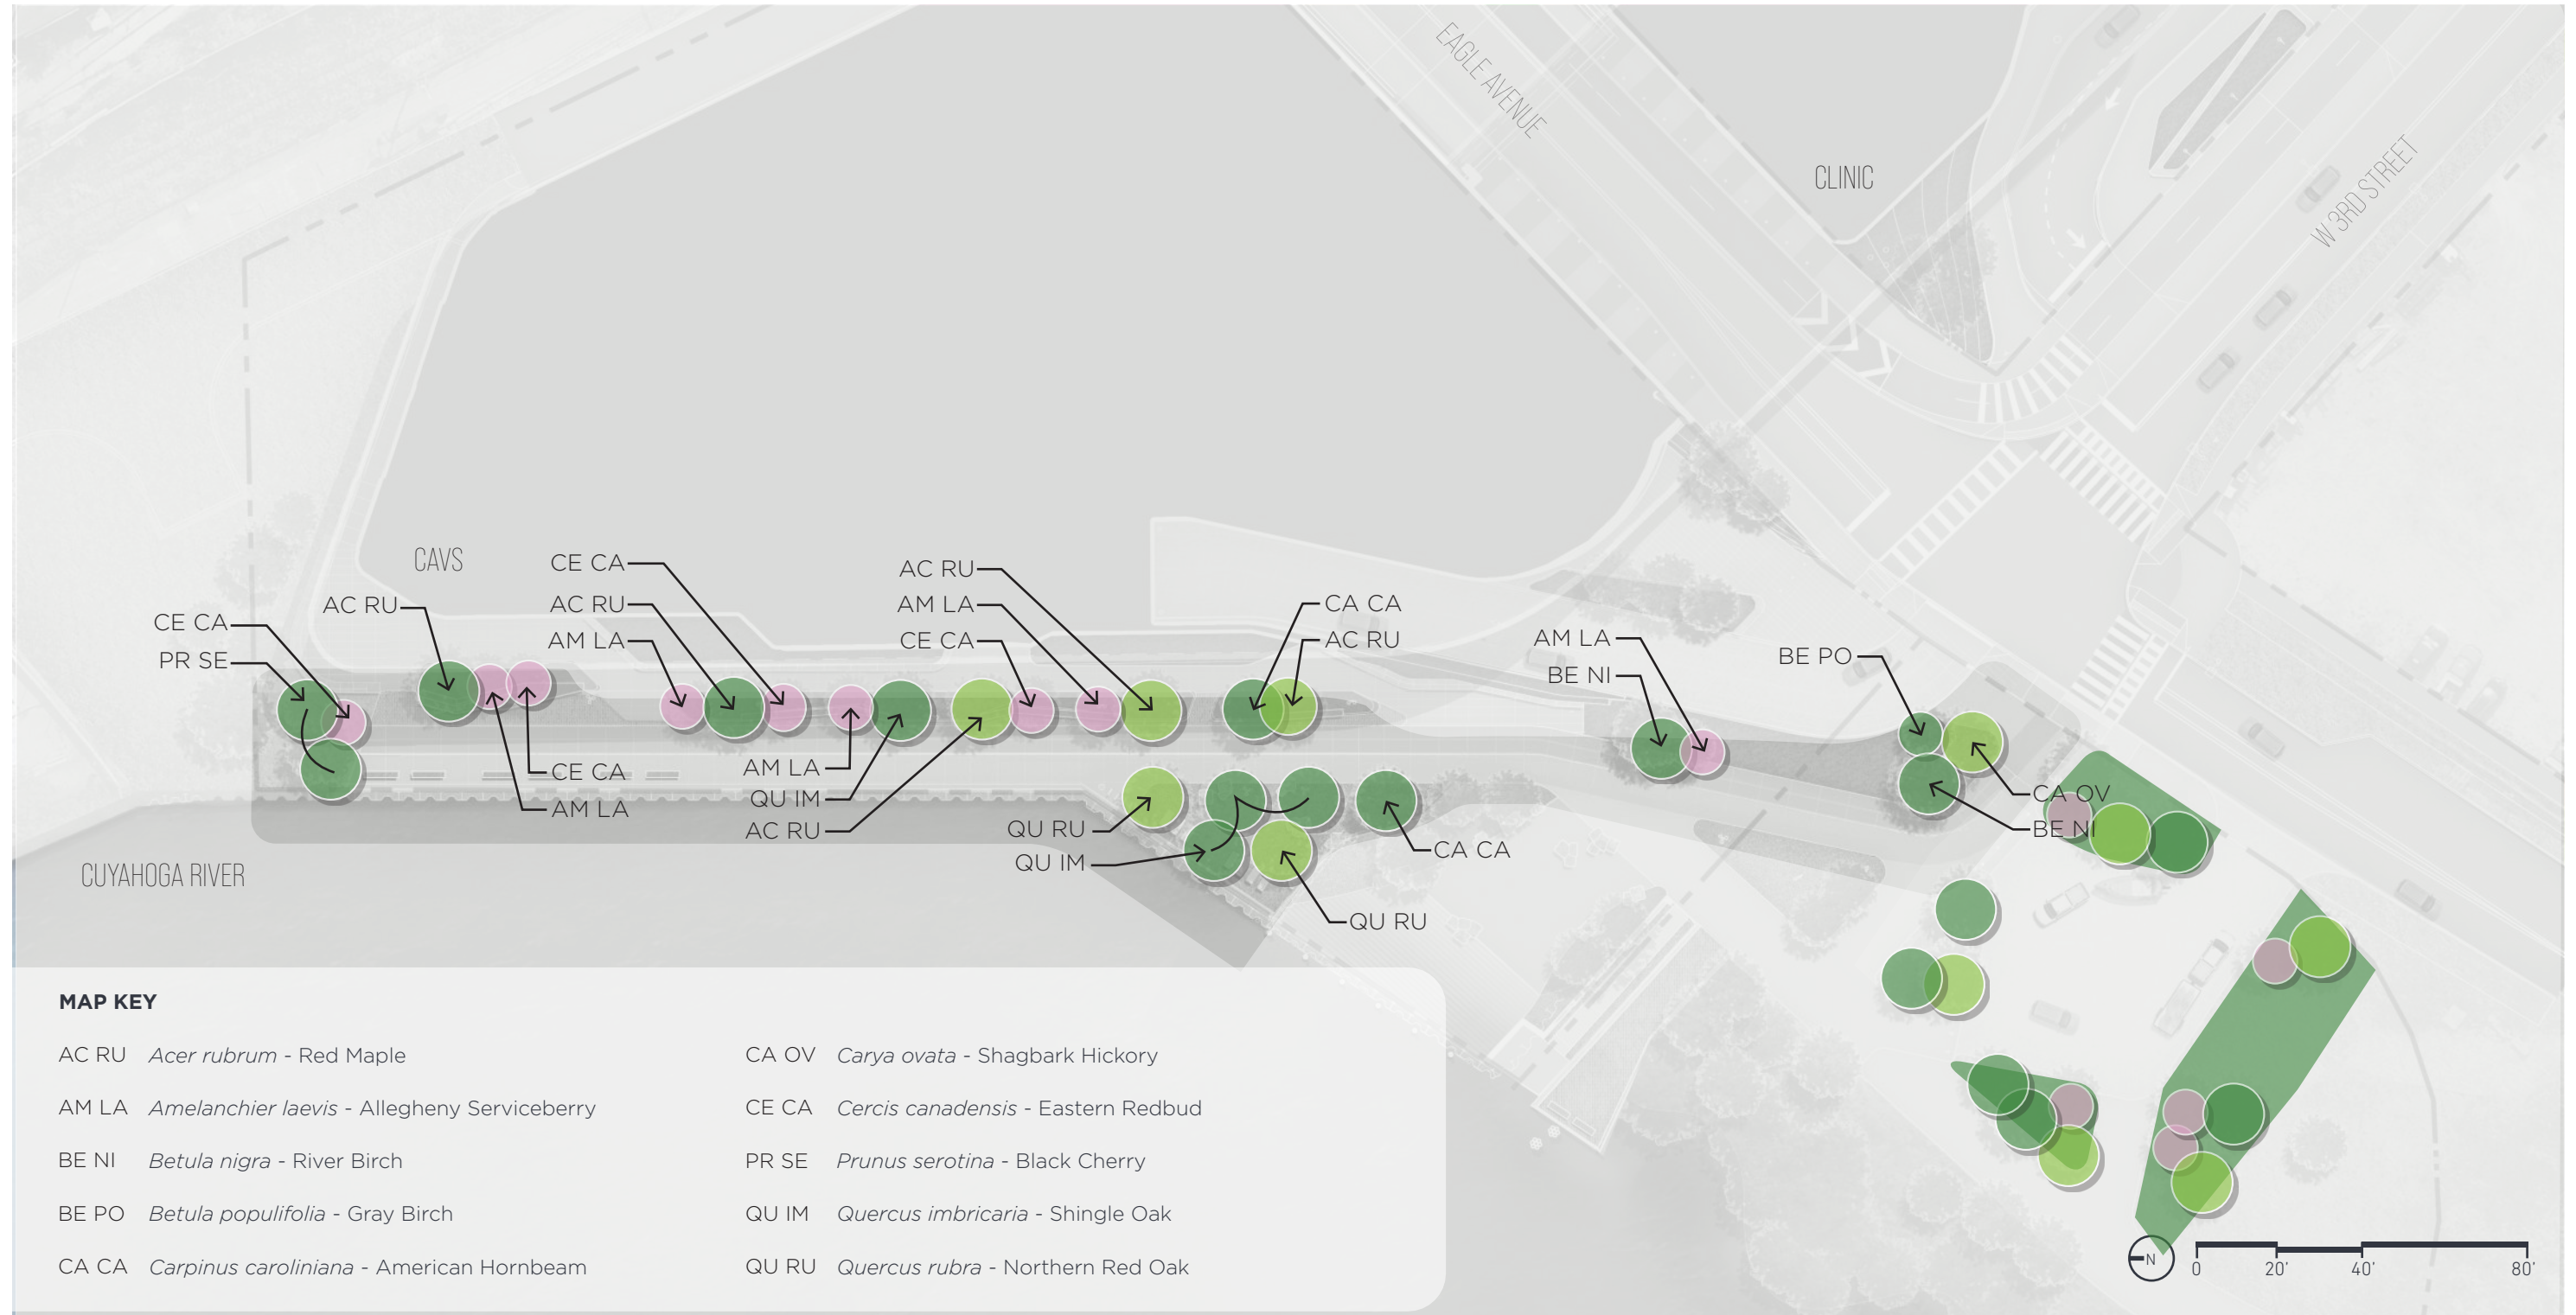 EAGLE AVENUE
CLINIC
W 3RD STREET
CAVS
CE CA
AC RU
AC RU
AM LA
CE CA
CA CA
AC RU
AC RU
CE CA
PR SE
AM LA
AM LA
CE CA
AC RU
AM LA
BE NI
BE PO
CE CA
AM LA
AM LA
QU IM
AC RU
QU RU
QU IM
CA CA
QU RU
CA OV
BE NI
CUYAHOGA RIVER
MAP KEY
AC RU Acer rubrum - Red Maple
AM LA Amelanchier laevis - Allegheny Serviceberry
BE NI Betula nigra - River Birch
BE PO Betula populifolia - Gray Birch
CA CA Carpinus caroliniana - American Hornbeam
CA OV Carya ovata - Shagbark Hickory
CE CA Cercis canadensis - Eastern Redbud
PR SE Prunus serotina - Black Cherry
QU IM Quercus imbricaria - Shingle Oak
QU RU Quercus rubra - Northern Red Oak
N
0 20' 40' 80'